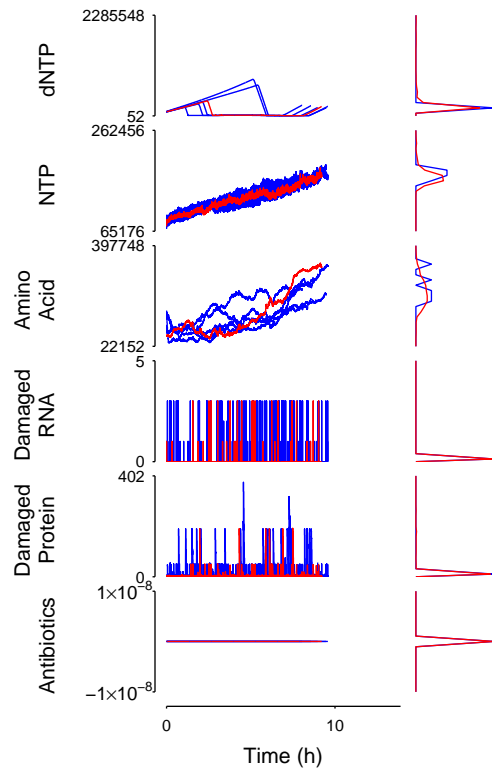 2285548
dNTP
52
262456
NTP
65176
397748
Amino
Acid
22152
5
Damaged
RNA
0
402
Damaged
Protein
0
1×10⁻⁸
Antibiotics
−1×10⁻⁸
0
10
Time (h)